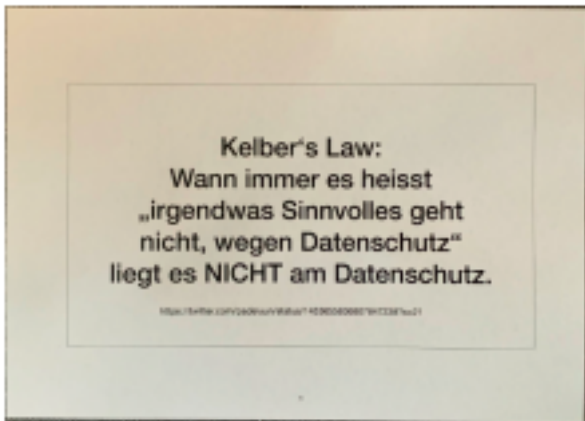 Kelber's Law:
Wann immer es heisst
„irgendwas Sinnvolles geht
nicht, wegen Datenschutz“
liegt es NICHT am Datenschutz.